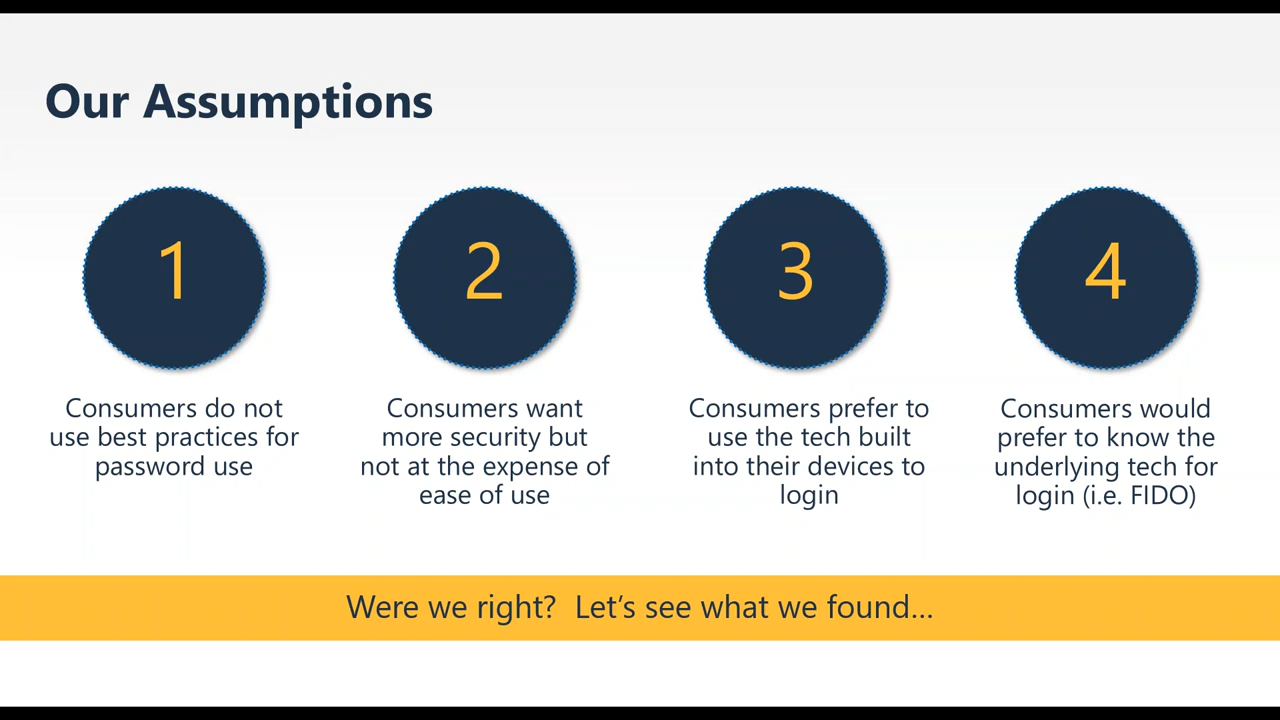 Our Assumptions
1
Consumers do not
use best practices for
password use
2
Consumers want
more security but
not at the expense of
ease of use
3
Consumers prefer to
use the tech built
into their devices to
login
4
Consumers would
prefer to know the
underlying tech for
login (i.e. FIDO)
Were we right?  Let’s see what we found…